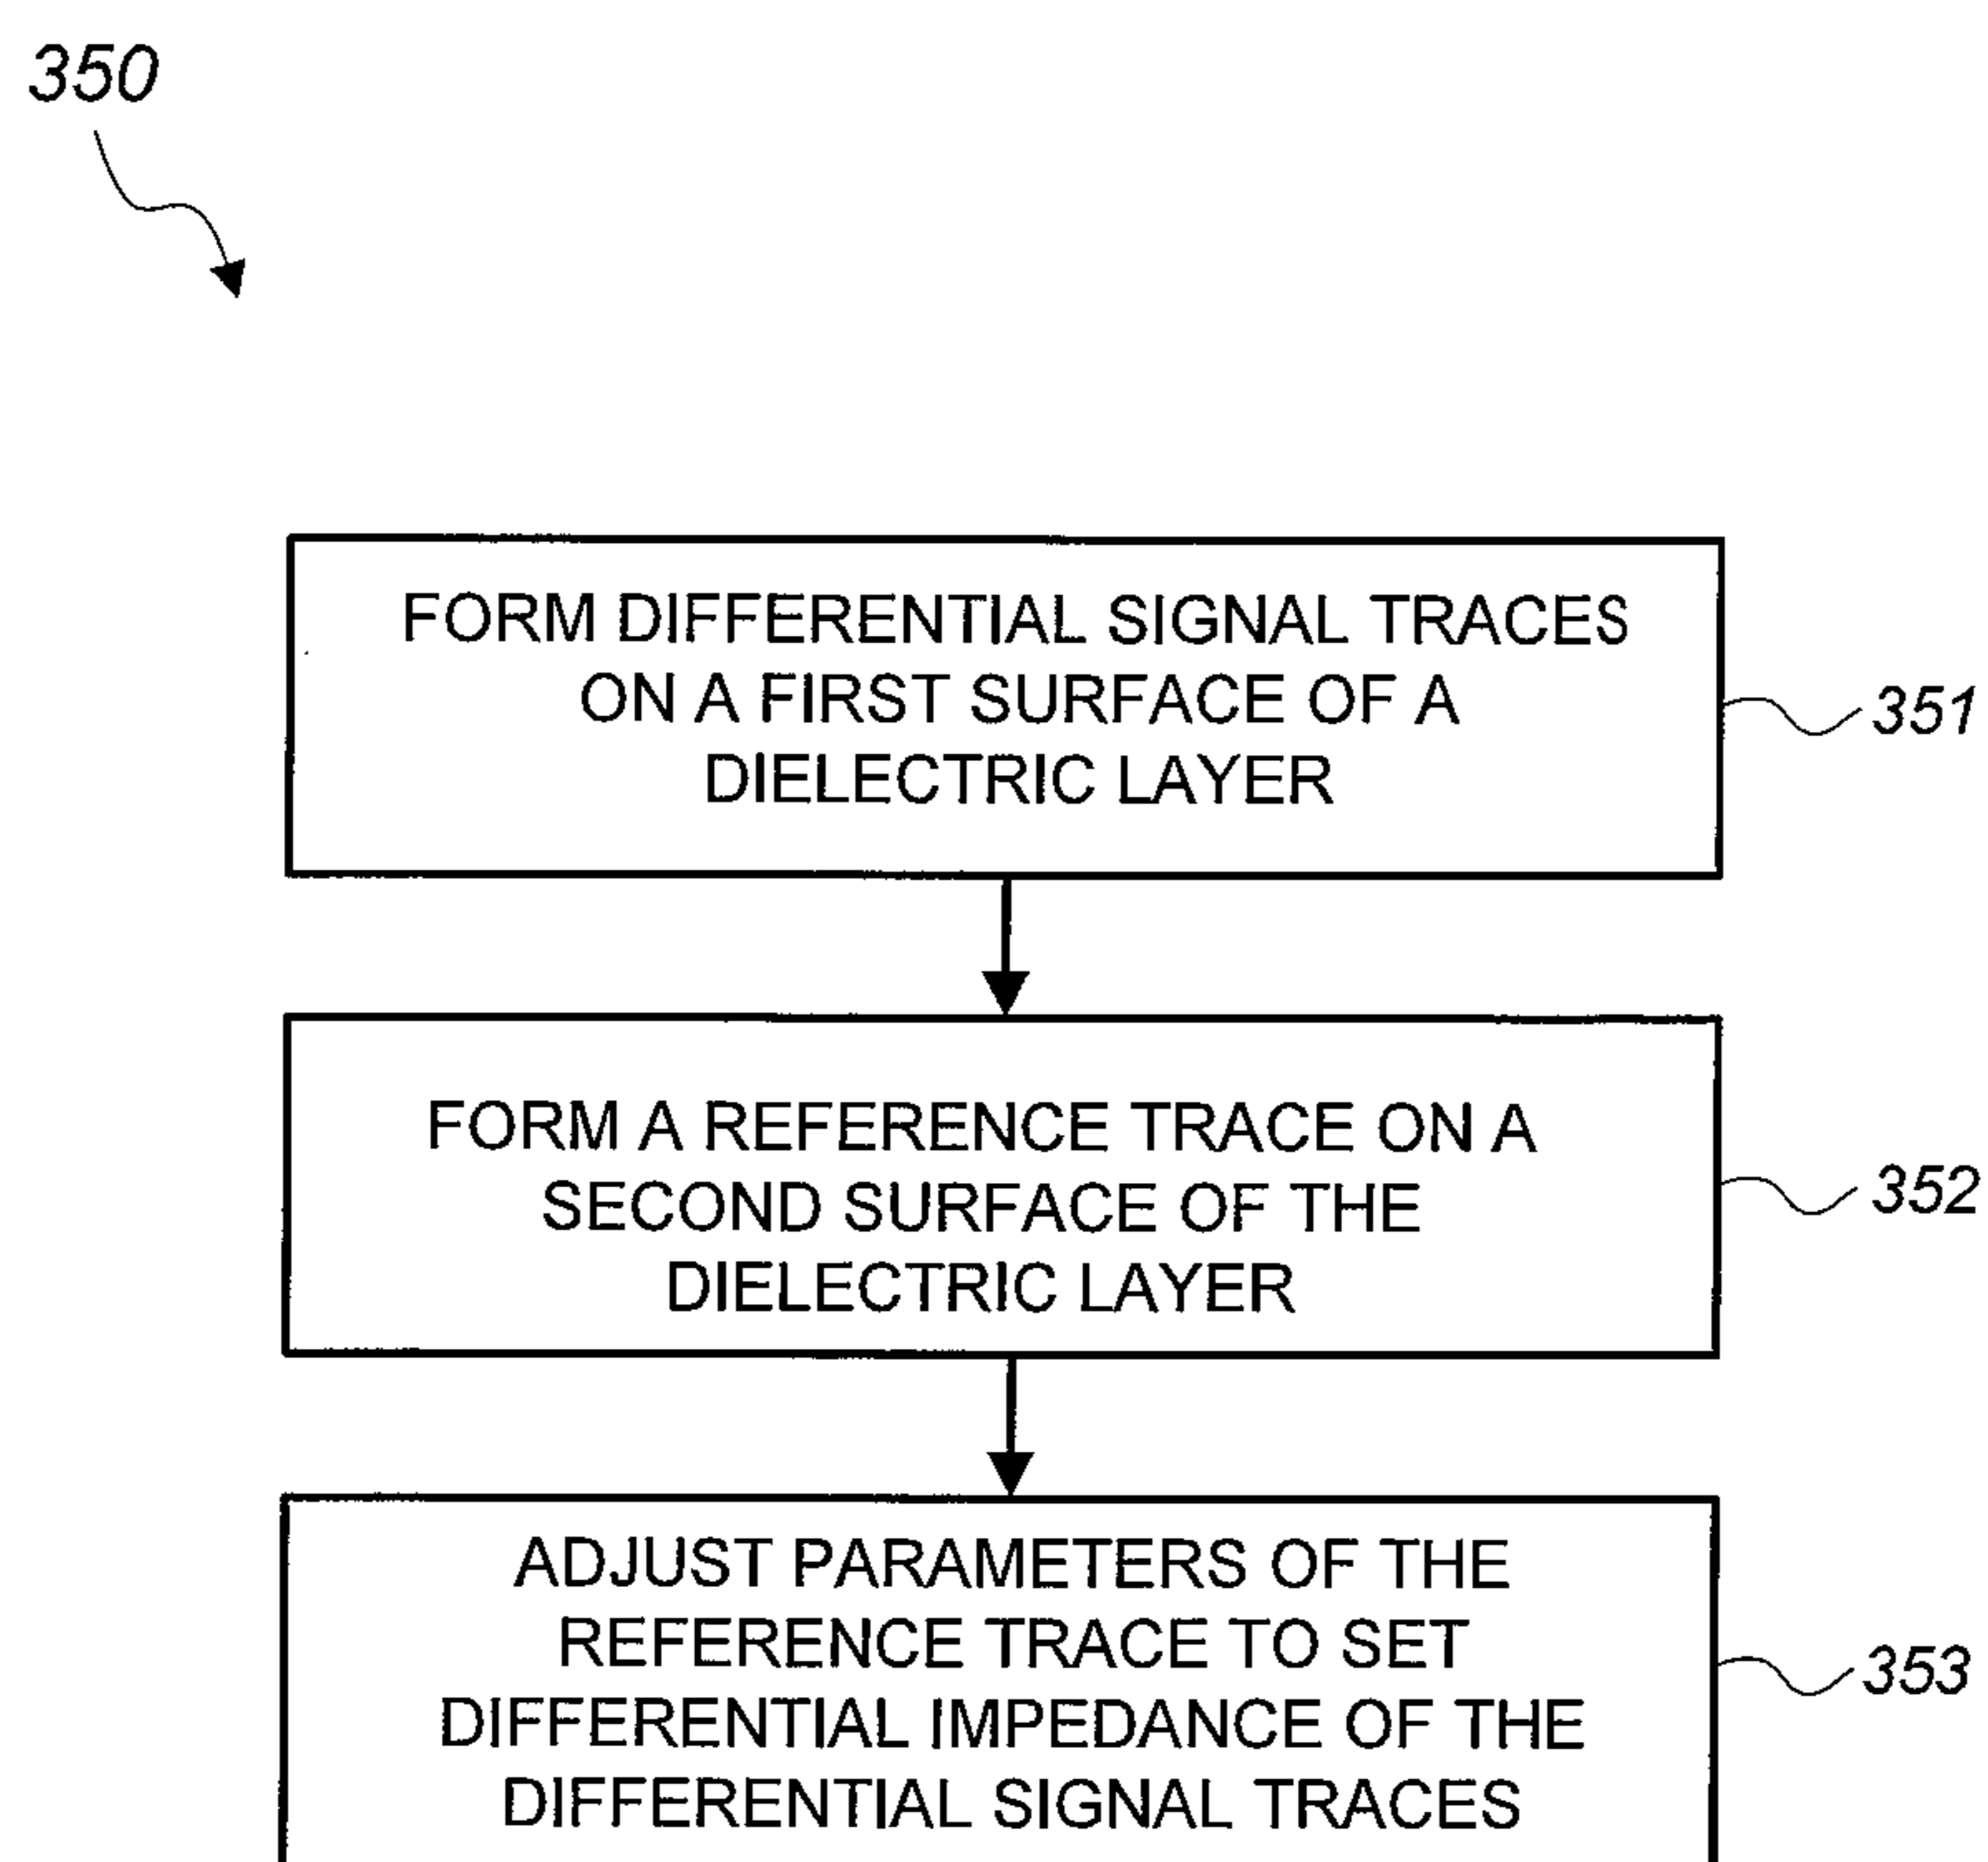 350
FORM DIFFERENTIAL SIGNAL TRACES
ON A FIRST SURFACE OF A
DIELECTRIC LAYER
351
FORM A REFERENCE TRACE ON A
SECOND SURFACE OF THE
DIELECTRIC LAYER
352
ADJUST PARAMETERS OF THE
REFERENCE TRACE TO SET
DIFFERENTIAL IMPEDANCE OF THE
DIFFERENTIAL SIGNAL TRACES
353